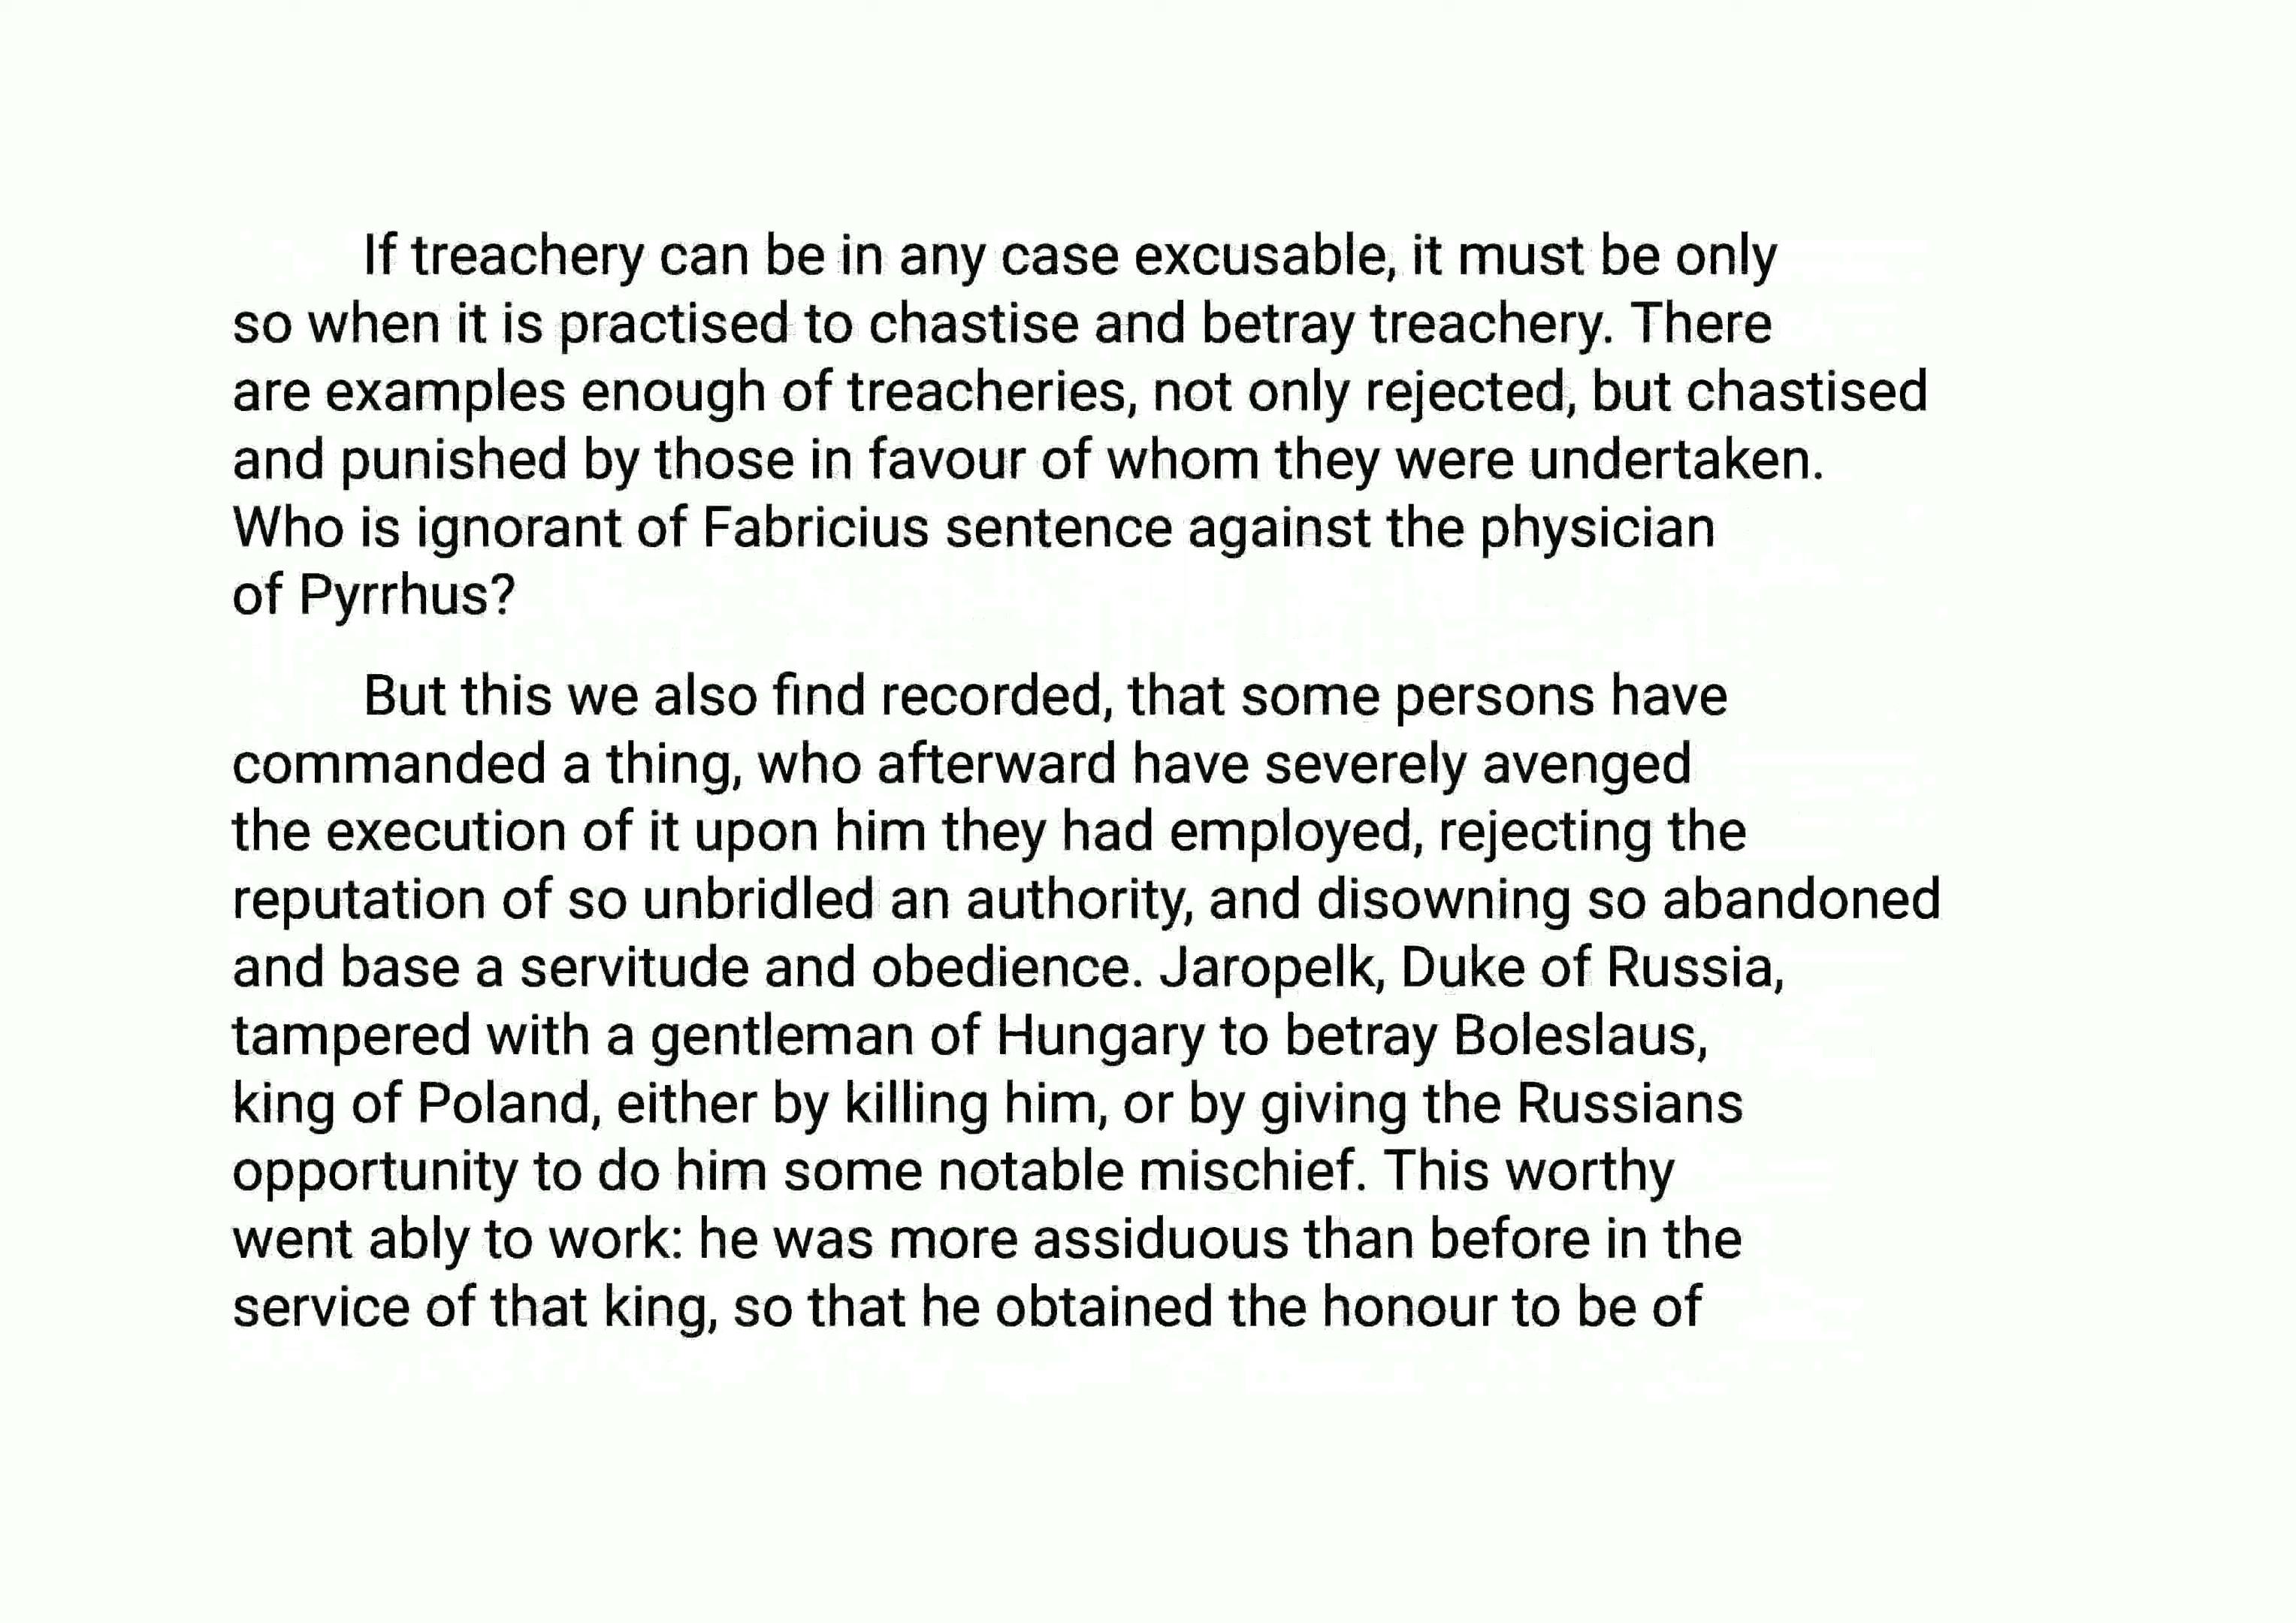 If treachery can be in any case excusable, it must be only
so when it is practised to chastise and betray treachery. There
are examples enough of treacheries, not only rejected, but chastised
and punished by those in favour of whom they were undertaken.
Who is ignorant of Fabricius sentence against the physician
of Pyrrhus?
But this we also find recorded, that some persons have
commanded a thing, who afterward have severely avenged
the execution of it upon him they had employed, rejecting the
reputation of so unbridled an authority, and disowning so abandoned
and base a servitude and obedience. Jaropelk, Duke of Russia,
tampered with a gentleman of Hungary to betray Boleslaus,
king of Poland, either by killing him, or by giving the Russians
opportunity to do him some notable mischief. This worthy
went ably to work: he was more assiduous than before in the
service of that king, so that he obtained the honour to be of